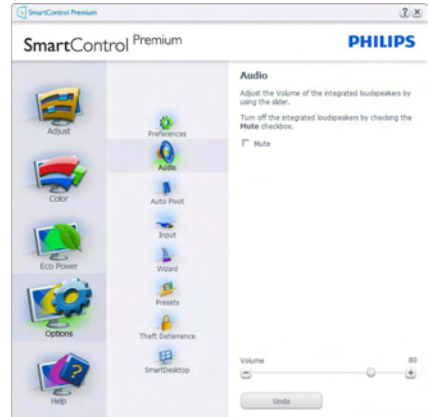 SmartControl Premium
SmartControl Premium
PHILIPS
Adjust
Color
Eco Power
Options
Help
Preferences
Audio
Auto Pivot
Input
Wizard
Presets
Theft Deterrence
SmartDesktop
Audio
Adjust the Volume of the integrated loudspeakers by
using the slider.
Turn off the integrated loudspeakers by checking the
Mute checkbox.
Mute
Volume 80
Undo